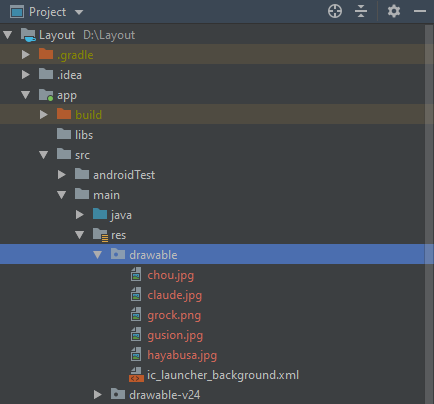 Project
Layout D:\Layout
.gradle
.idea
app
build
libs
src
androidTest
main
java
res
drawable
chou.jpg
claude.jpg
grock.png
gusion.jpg
hayabusa.jpg
ic_launcher_background.xml
drawable-v24